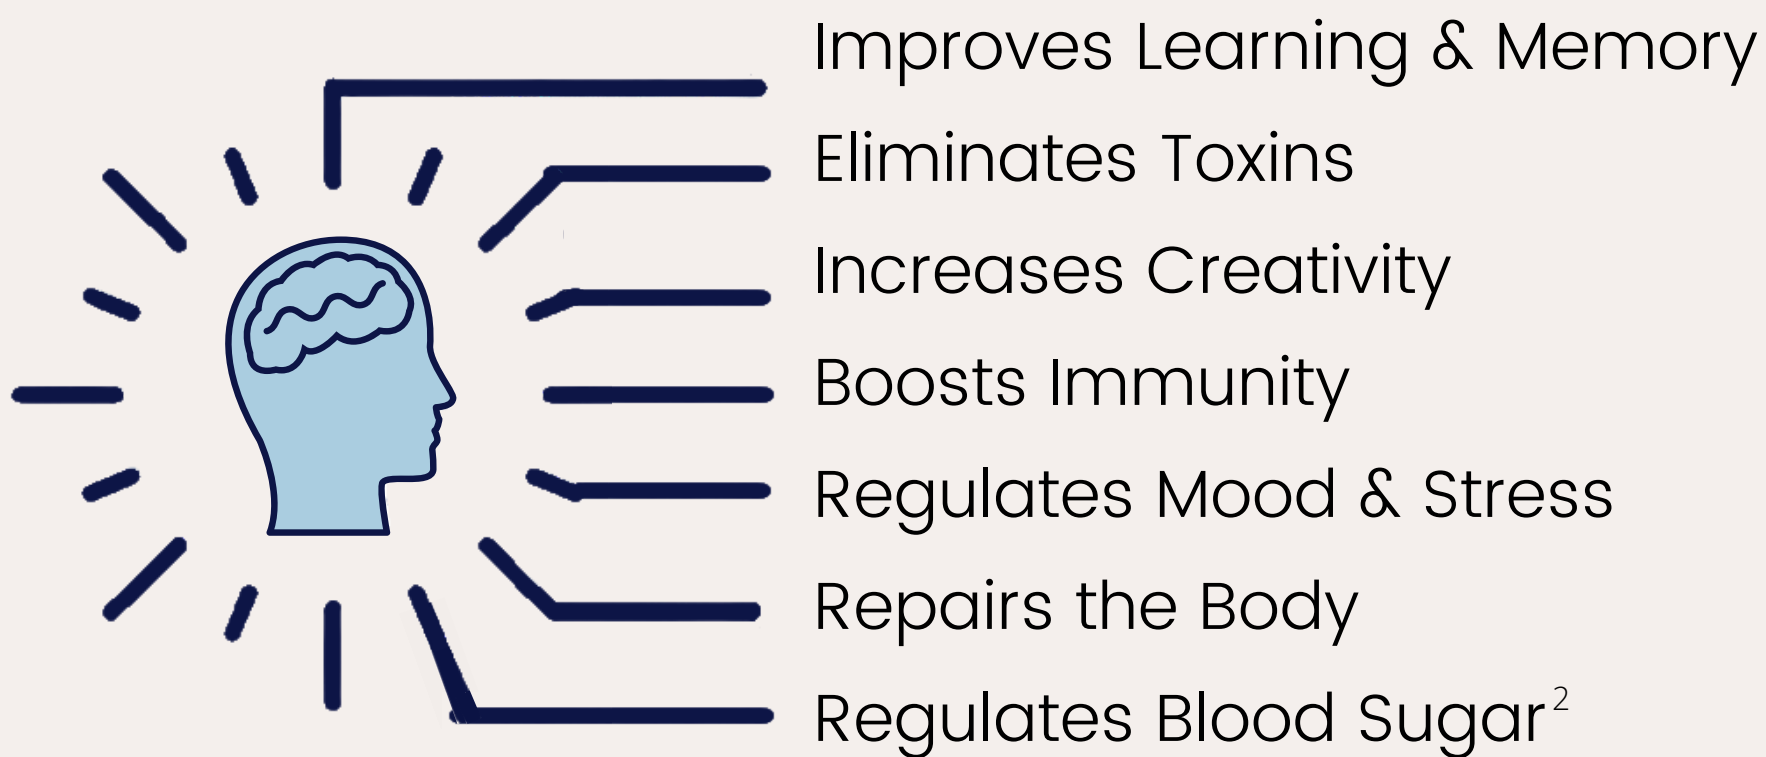 Improves Learning & Memory
Eliminates Toxins
Increases Creativity
Boosts Immunity
Regulates Mood & Stress
Repairs the Body
Regulates Blood Sugar²